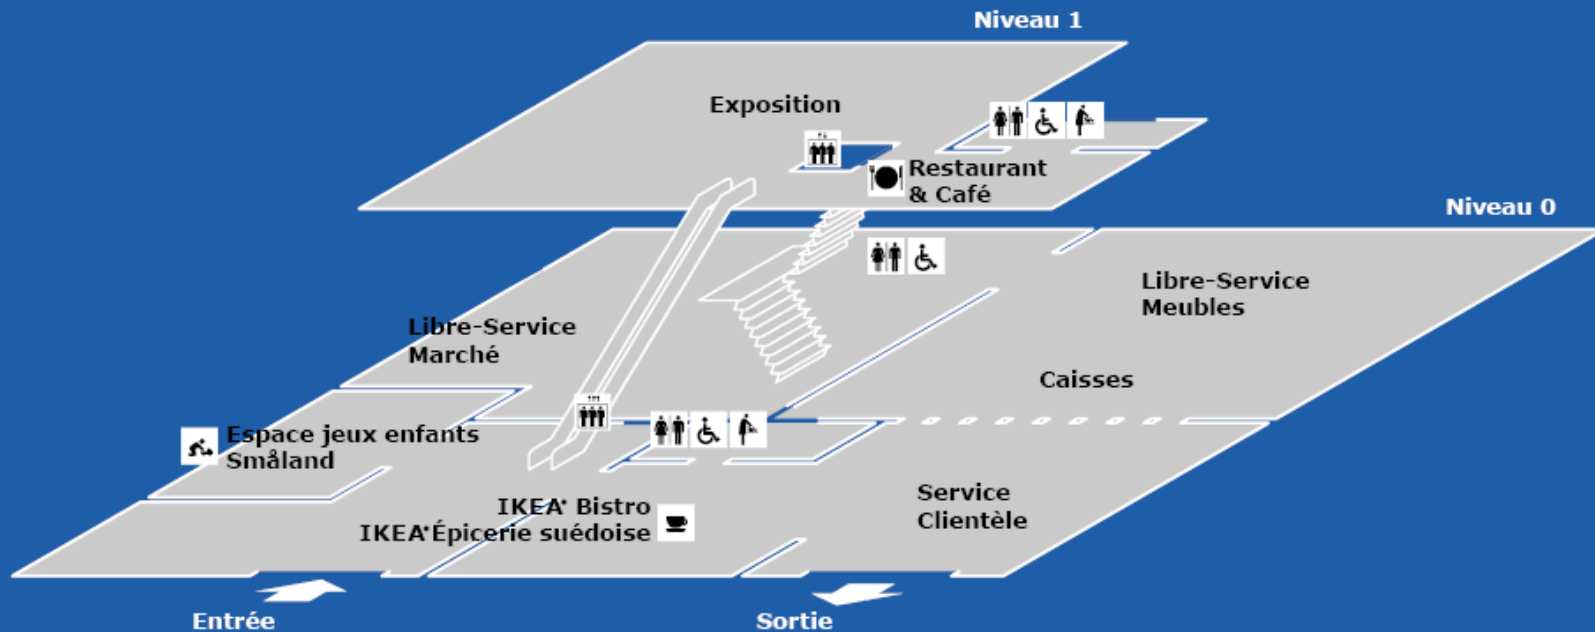 Niveau 1
Exposition
Restaurant
& Café
Niveau 0
Libre-Service
Meubles
Libre-Service
Marché
Caisses
Espace jeux enfants
Småland
IKEA* Bistro
IKEA*Épicerie suédoise
Service
Clientèle
Entrée
Sortie